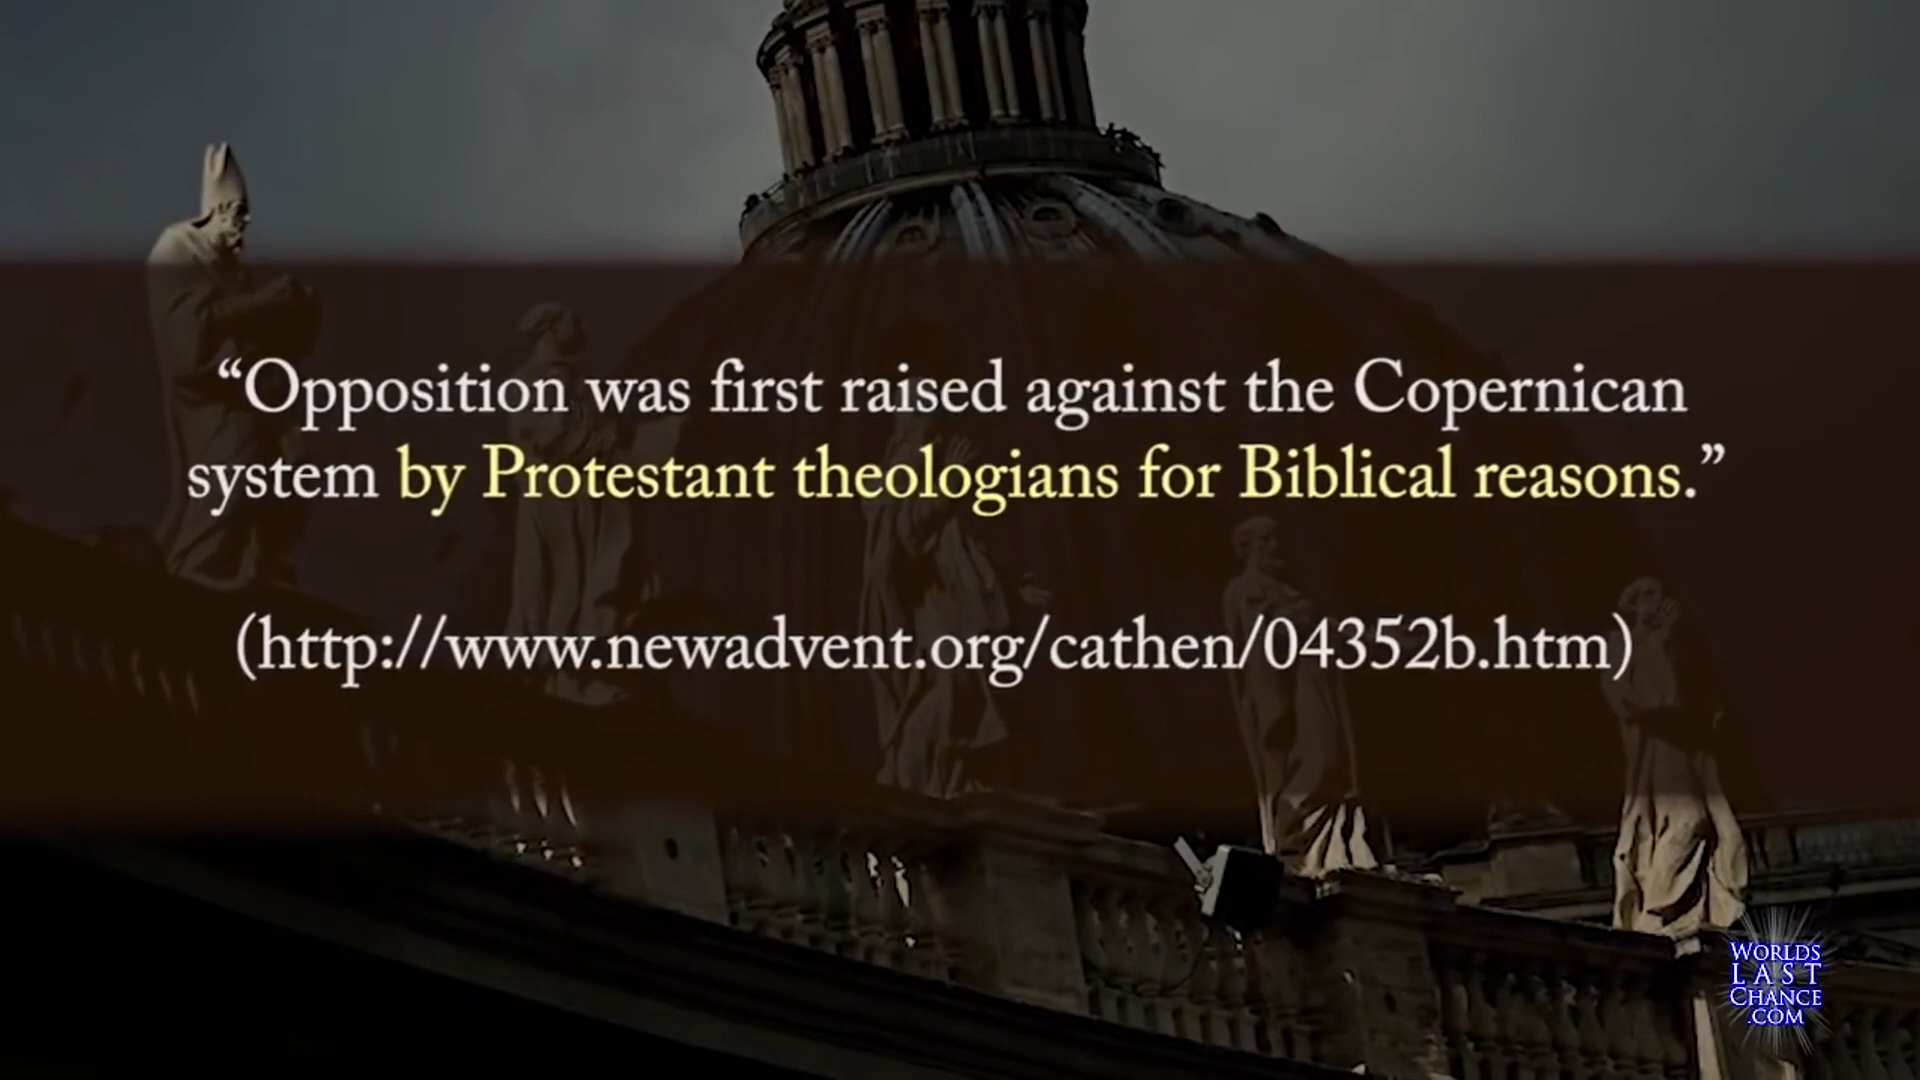 “Opposition was first raised against the Copernican
system by Protestant theologians for Biblical reasons.”
(http://www.newadvent.org/cathen/04352b.htm)
WORLDS
LAST
CHANCE
.COM